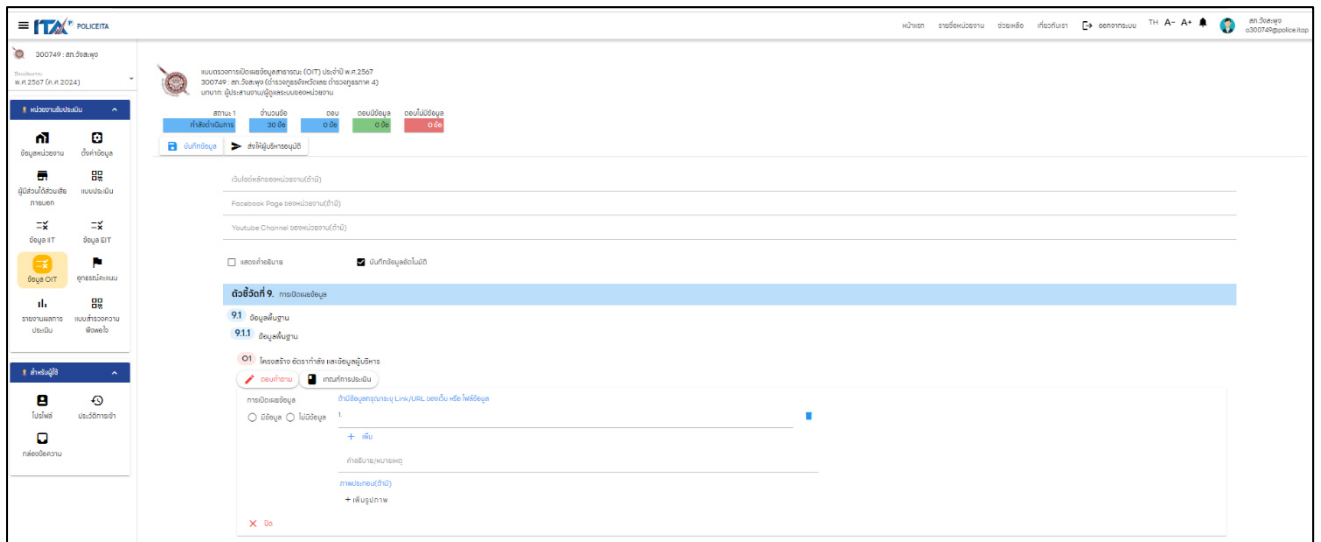 ITAP POLICEITA
หน้าแรก รายชื่อหน่วยงาน ช่วยเหลือ เกี่ยวกับเรา ออกจากระบบ TH A- A+ สภ.วังสะพุง
o300749@police.itap
300749 : สภ.วังสะพุง
ปีงบประมาณ
พ.ศ.2567 (ค.ศ.2024)
แบบตรวจการเปิดเผยข้อมูลสาธารณะ (OIT) ประจำปี พ.ศ.2567
300749 : สภ.วังสะพุง (ตำรวจภูธรจังหวัดเลย ตำรวจภูธรภาค 4)
บทบาท: ผู้ประสานงาน/ผู้ดูแลระบบของหน่วยงาน
สถานะ 1 จำนวนข้อ ตอบ ตอบมีข้อมูล ตอบไม่มีข้อมูล
กำลังดำเนินการ 30 ข้อ 0 ข้อ 0 ข้อ 0 ข้อ
บันทึกข้อมูล ส่งให้ผู้บริหารอนุมัติ
หน่วยงานรับประเมิน
ข้อมูลหน่วยงาน ตั้งค่าข้อมูล
ผู้มีส่วนได้ส่วนเสีย แบบประเมิน
ภายนอก
ข้อมูล IIT ข้อมูล EIT
ข้อมูล OIT อุทธรณ์คะแนน
รายงานผลการ แบบสำรวจความ
ประเมิน พึงพอใจ
สำหรับผู้ใช้
โปรไฟล์ ประวัติการเข้า
กล่องข้อความ
เว็บไซต์หลักของหน่วยงาน(ถ้ามี)
Facebook Page ของหน่วยงาน(ถ้ามี)
Youtube Channel ของหน่วยงาน(ถ้ามี)
แสดงคำอธิบาย บันทึกข้อมูลอัตโนมัติ
ตัวชี้วัดที่ 9. การเปิดเผยข้อมูล
9.1 ข้อมูลพื้นฐาน
9.1.1 ข้อมูลพื้นฐาน
O1 โครงสร้าง อัตรากำลัง และข้อมูลผู้บริหาร
ตอบคำถาม เกณฑ์การประเมิน
การเปิดเผยข้อมูล ถ้ามีข้อมูลกรุณาระบุ Link/URL ของเว็บ หรือ ไฟล์ข้อมูล
มีข้อมูล ไม่มีข้อมูล 1.
+ เพิ่ม
คำอธิบาย/หมายเหตุ
ภาพประกอบ(ถ้ามี)
+ เพิ่มรูปภาพ
ปิด